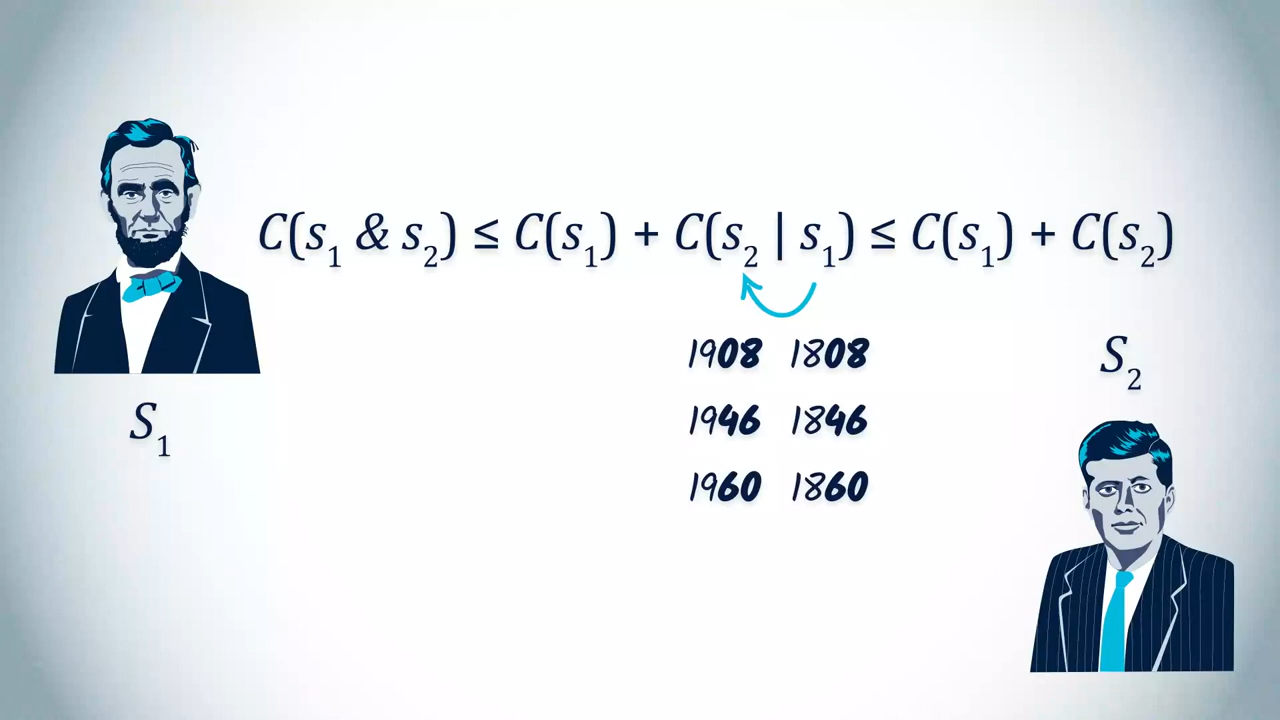 C(s₁ & s₂) ≤ C(s₁) + C(s₂ | s₁) ≤ C(s₁) + C(s₂)
1908 1808
1946 1846
1960 1860
S₂
S₁